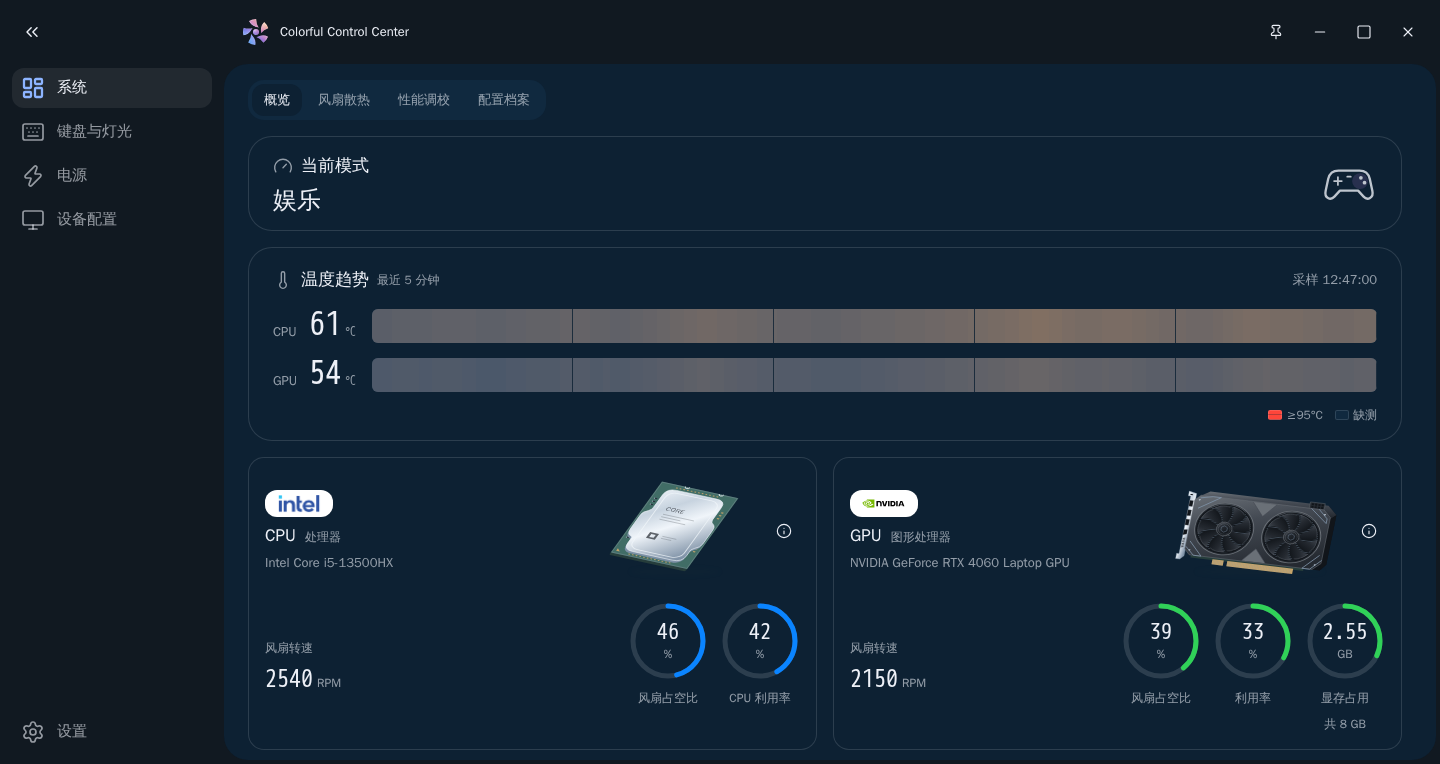 Colorful Control Center
系统
键盘与灯光
电源
设备配置
设置
概览 风扇散热 性能调校 配置档案
当前模式
娱乐
温度趋势 最近 5 分钟 采样 12:47:00
CPU 61 °C
GPU 54 °C
≥95°C 缺测
intel
CORE
CPU 处理器
Intel Core i5-13500HX
风扇转速
2540 RPM
46 %
风扇占空比
42 %
CPU 利用率
NVIDIA
GPU 图形处理器
NVIDIA GeForce RTX 4060 Laptop GPU
风扇转速
2150 RPM
39 %
风扇占空比
33 %
利用率
2.55 GB
显存占用
共 8 GB